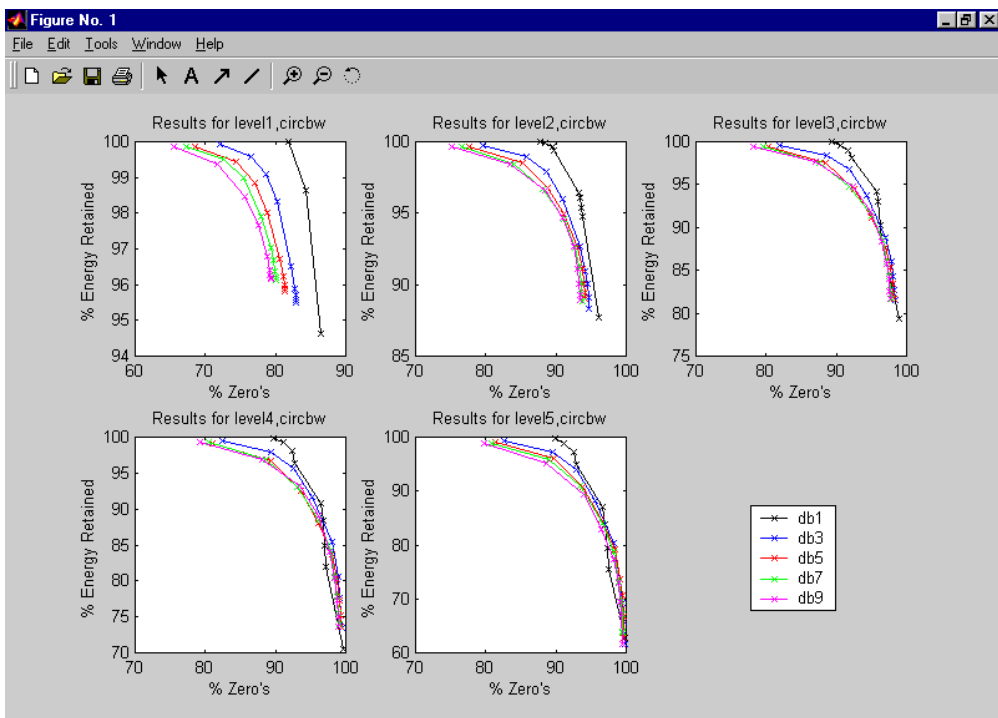 Figure No. 1
File Edit Tools Window Help
A
Results for level1,circbw
% Energy Retained
100
99
98
97
96
95
94
60 70 80 90
% Zero's
Results for level2,circbw
% Energy Retained
100
95
90
85
70 80 90 100
% Zero's
Results for level3,circbw
% Energy Retained
100
95
90
85
80
75
70 80 90 100
% Zero's
Results for level4,circbw
% Energy Retained
100
95
90
85
80
75
70
70 80 90 100
% Zero's
Results for level5,circbw
% Energy Retained
100
90
80
70
60
70 80 90 100
% Zero's
db1
db3
db5
db7
db9